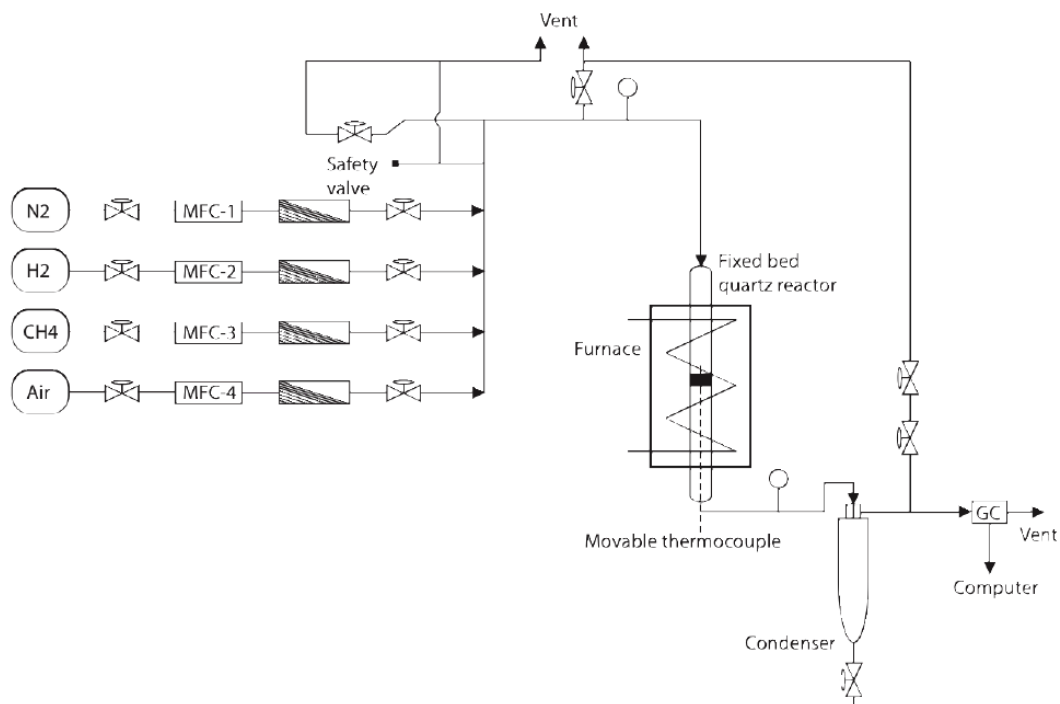 Vent
Safety
valve
N2
MFC-1
H2
MFC-2
CH4
MFC-3
Air
MFC-4
Fixed bed
quartz reactor
Furnace
Movable thermocouple
GC
Vent
Computer
Condenser